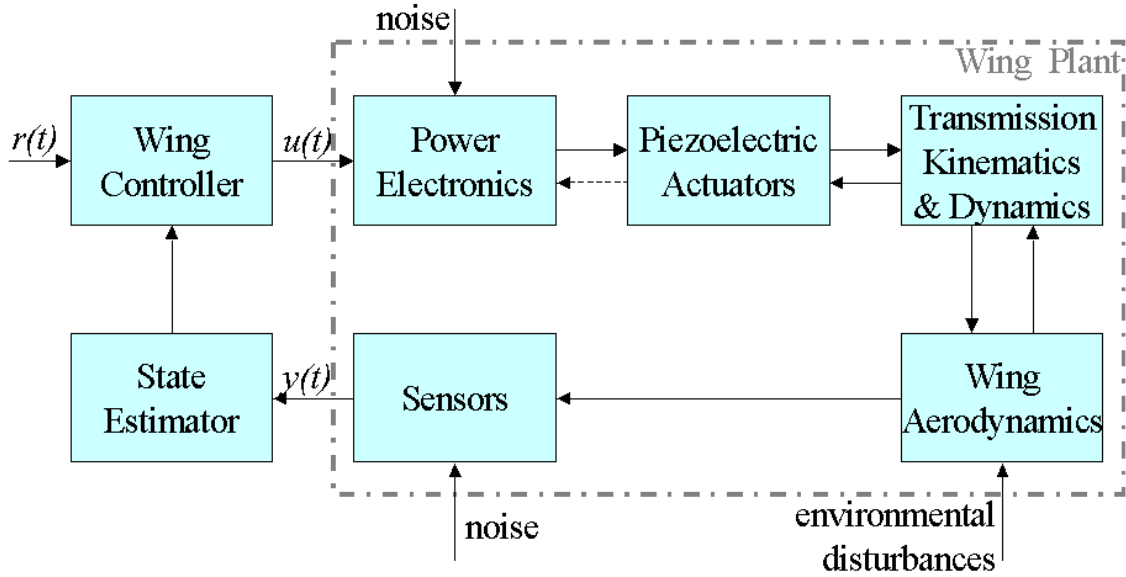 noise
Wing Plant
r(t)
Wing
Controller
u(t)
Power
Electronics
Piezoelectric
Actuators
Transmission
Kinematics
& Dynamics
State
Estimator
y(t)
Sensors
Wing
Aerodynamics
noise
environmental
disturbances